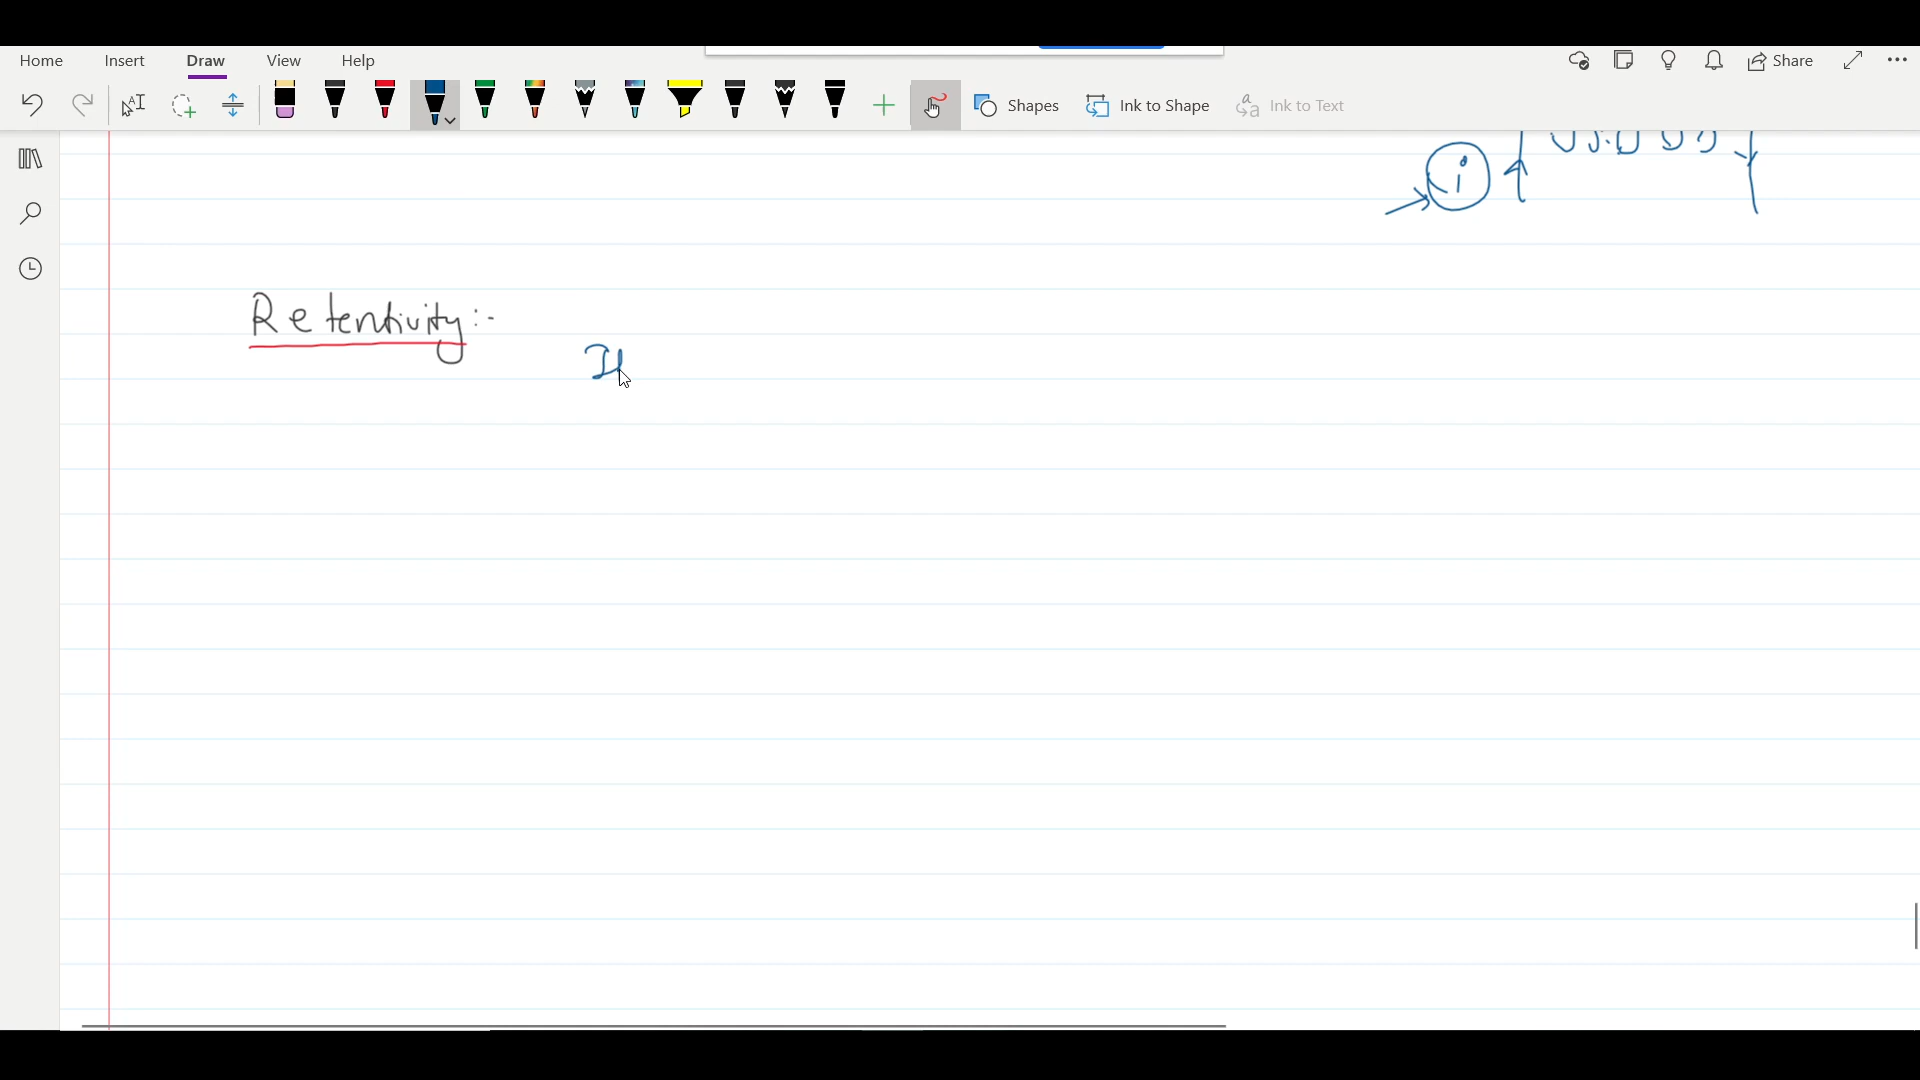 Home Insert Draw View Help Share
Shapes Ink to Shape Ink to Text
i
Retentivity:-